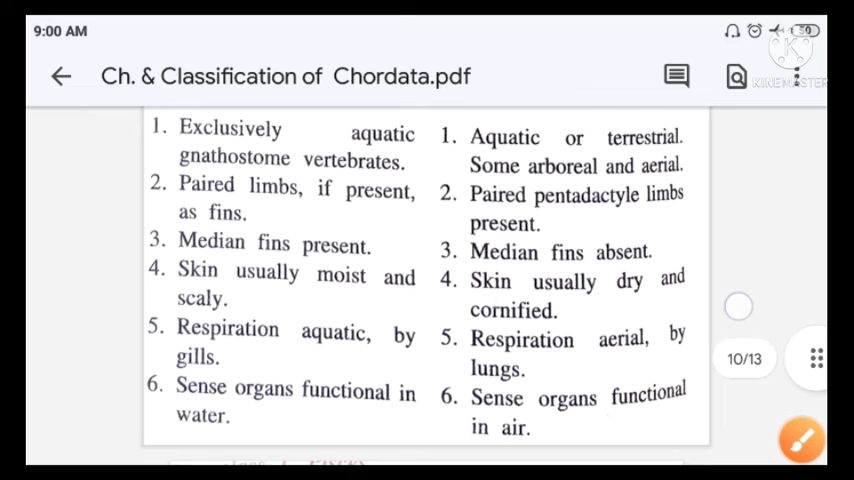 9:00 AM
Ch. & Classification of Chordata.pdf
KINEMASTER
1. Exclusively aquatic
gnathostome vertebrates.
2. Paired limbs, if present,
as fins.
3. Median fins present.
4. Skin usually moist and
scaly.
5. Respiration aquatic, by
gills.
6. Sense organs functional in
water.
1. Aquatic or terrestrial.
Some arboreal and aerial.
2. Paired pentadactyle limbs
present.
3. Median fins absent.
4. Skin usually dry and
cornified.
5. Respiration aerial, by
lungs.
6. Sense organs functional
in air.
10/13